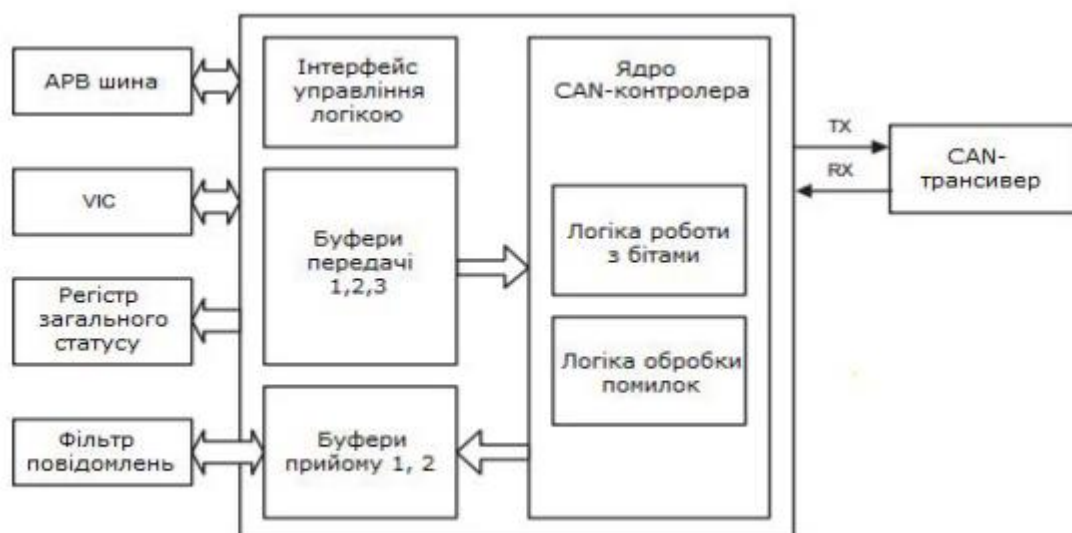 АРВ шина
VIC
Регістр
загального
статусу
Фільтр
повідомлень
Інтерфейс
управління
логікою
Буфери
передачі
1,2,3
Буфери
прийому 1, 2
Ядро
CAN-контролера
Логіка роботи
з бітами
Логіка обробки
помилок
TX
RX
CAN-
трансивер